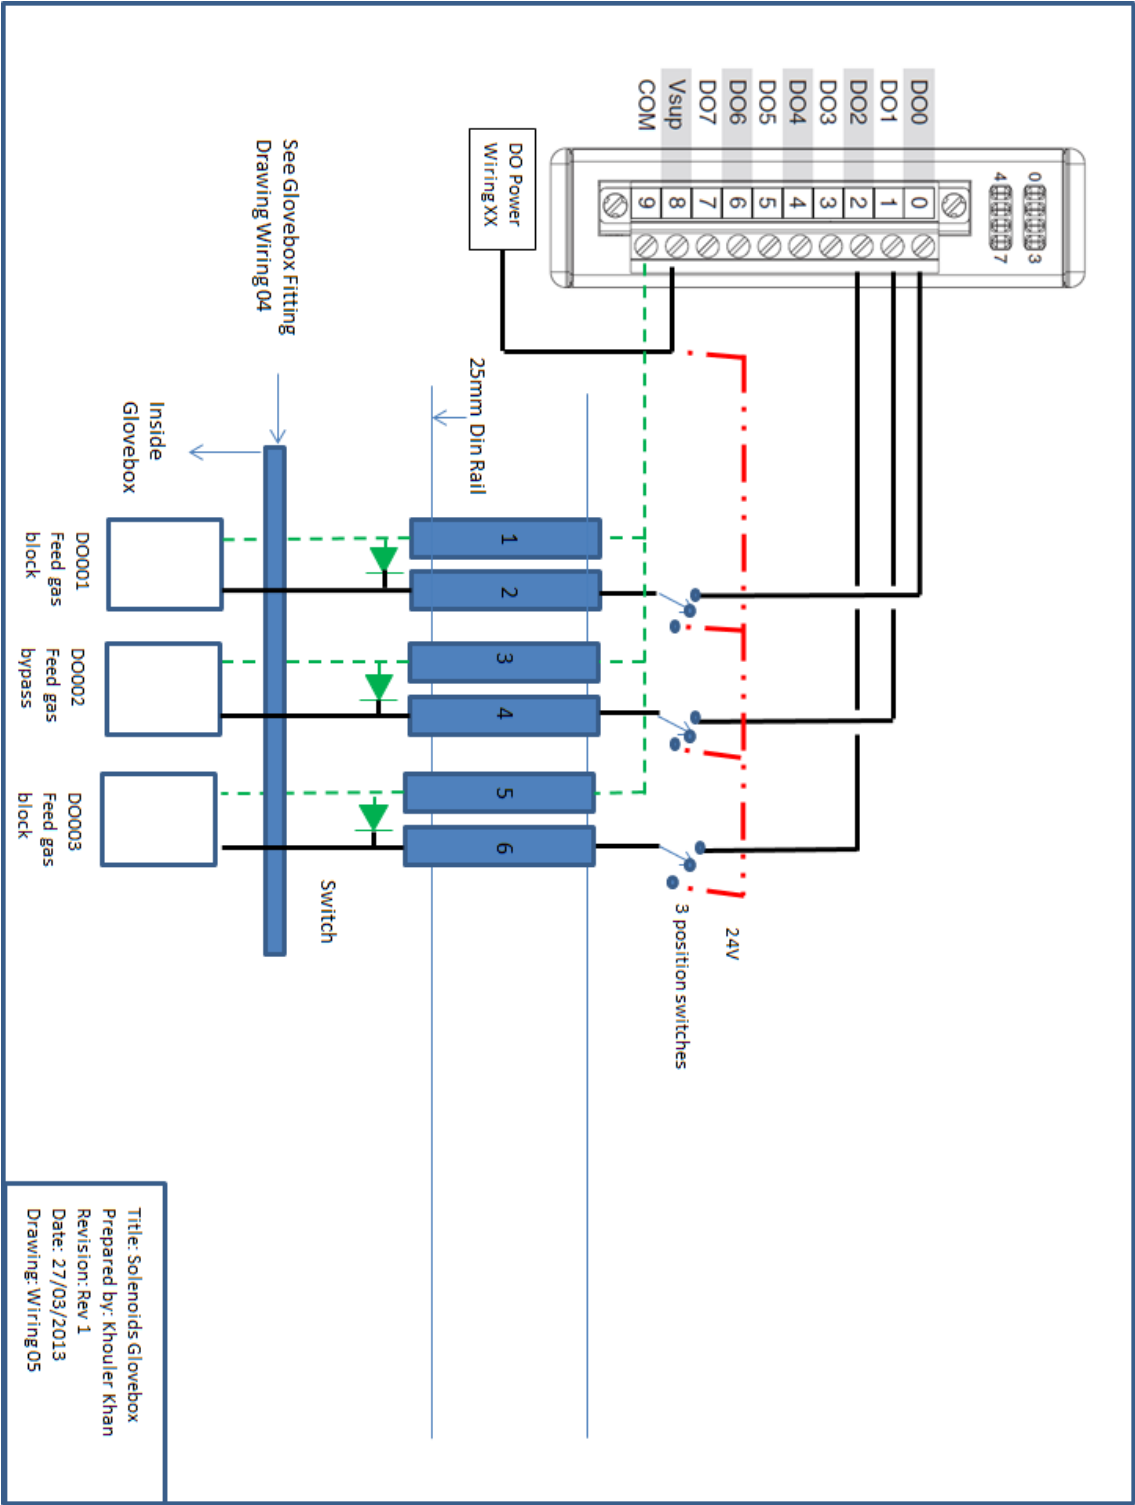 DO0
DO1
DO2
DO3
DO4
DO5
DO6
DO7
Vsup
COM
0
3
4
7
0
1
2
3
4
5
6
7
8
9
DO Power
Wiring XX
24V
3 position switches
25mm Din Rail
1
2
3
4
5
6
See Glovebox Fitting
Drawing Wiring 04
Switch
Inside
Glovebox
DO001
Feed gas
block
DO002
Feed gas
bypass
DO003
Feed gas
block
Title: Solenoids Glovebox
Prepared by: Khouler Khan
Revision: Rev 1
Date: 27/03/2013
Drawing: Wiring 05